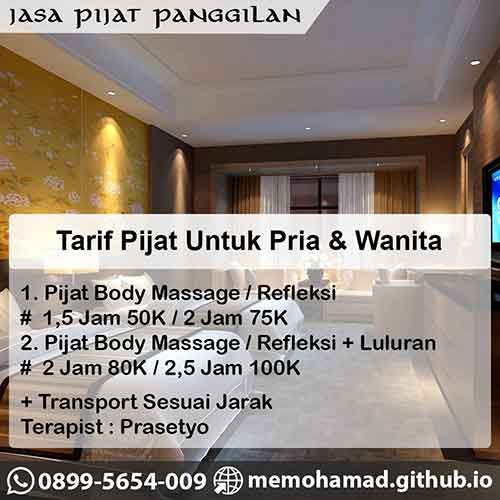 JASA PIJAT PANGGILAN
Tarif Pijat Untuk Pria & Wanita
1. Pijat Body Massage / Refleksi
# 1,5 Jam 50K / 2 Jam 75K
2. Pijat Body Massage / Refleksi + Luluran
# 2 Jam 80K / 2,5 Jam 100K
+ Transport Sesuai Jarak
Terapist : Prasetyo
0899-5654-009 memohamad.github.io